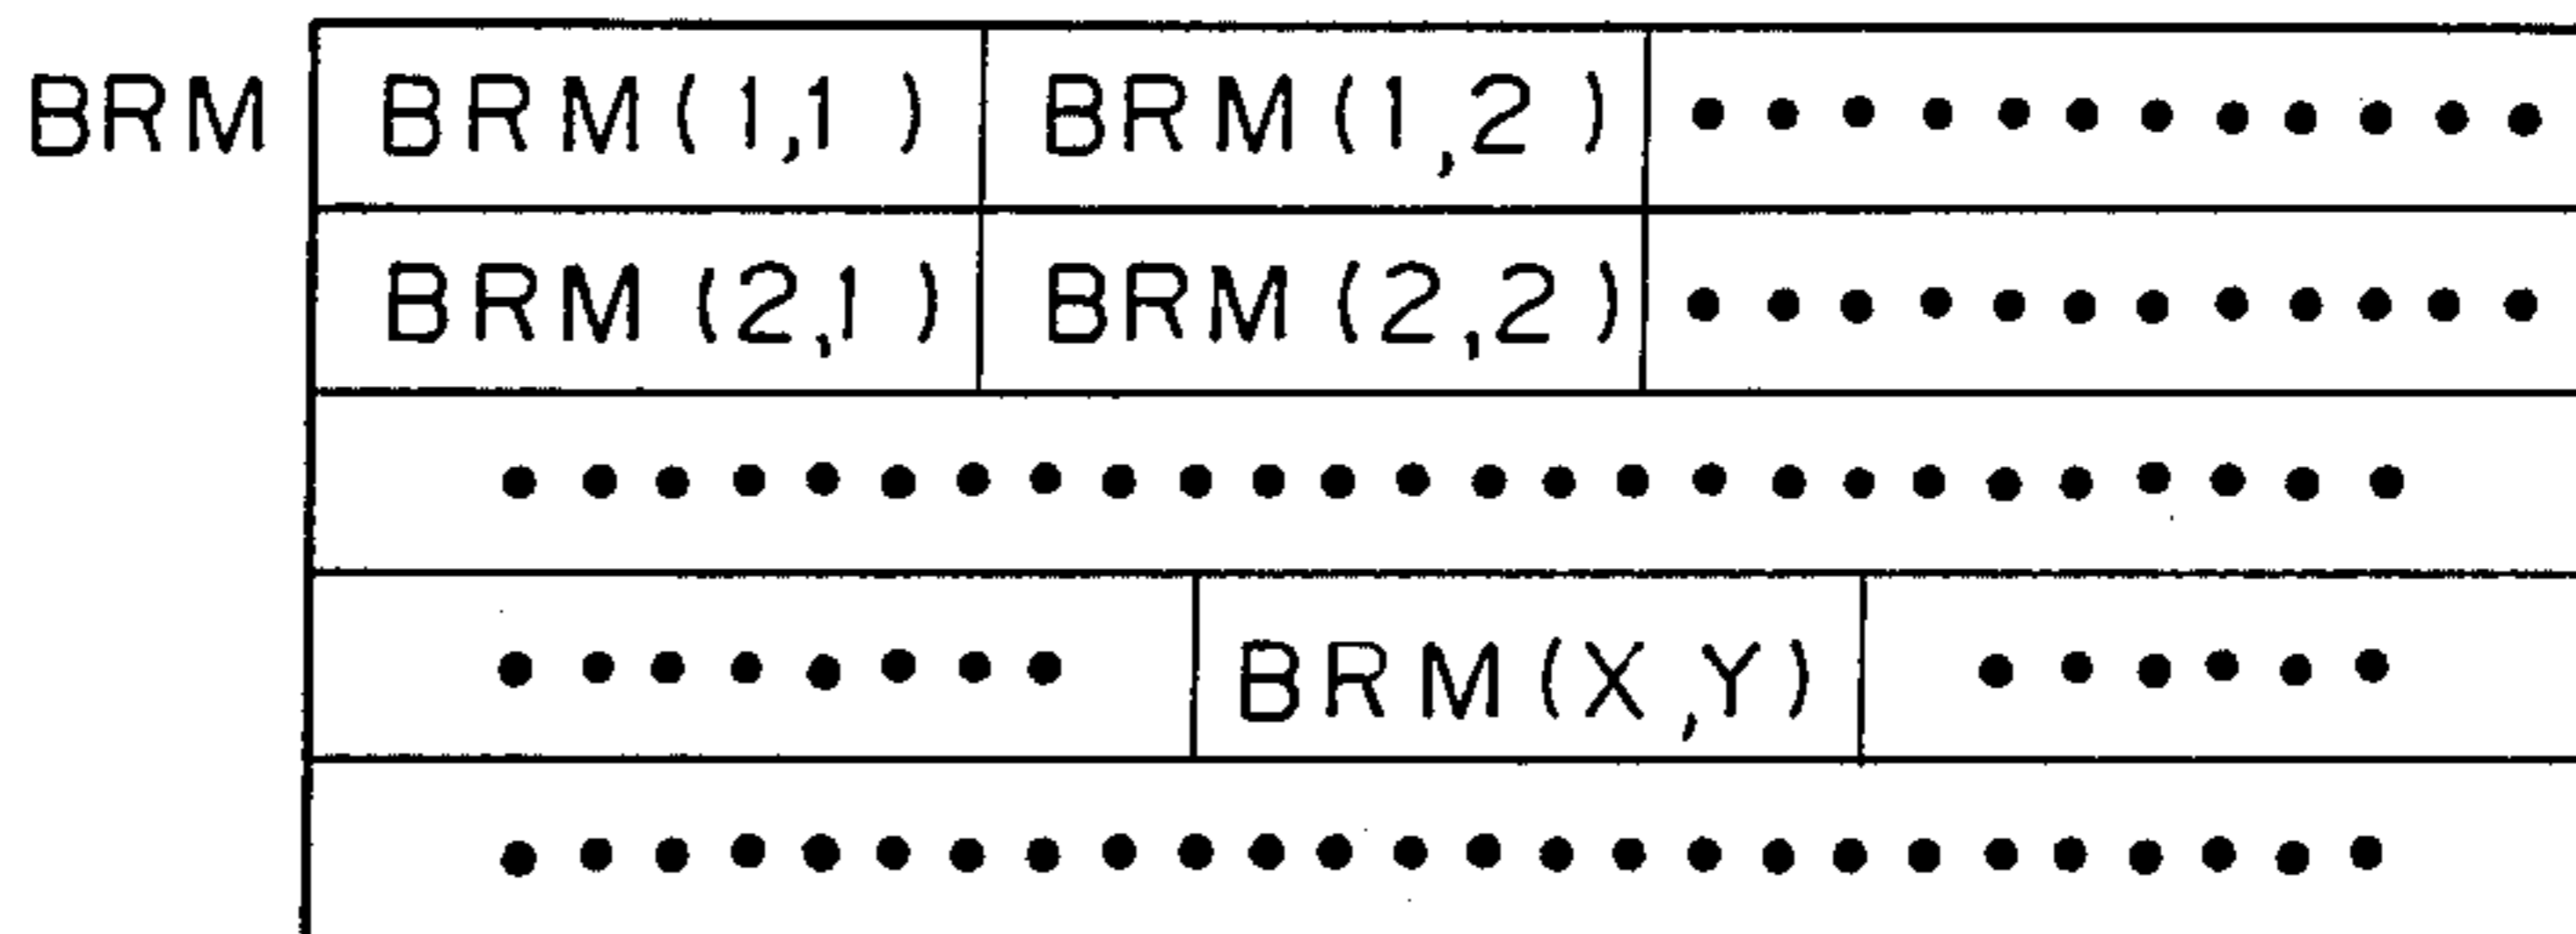 BRM BRM(1,1) BRM(1,2) ............
BRM(2,1) BRM(2,2) ............
..........................
........ BRM(X,Y) ......
..........................